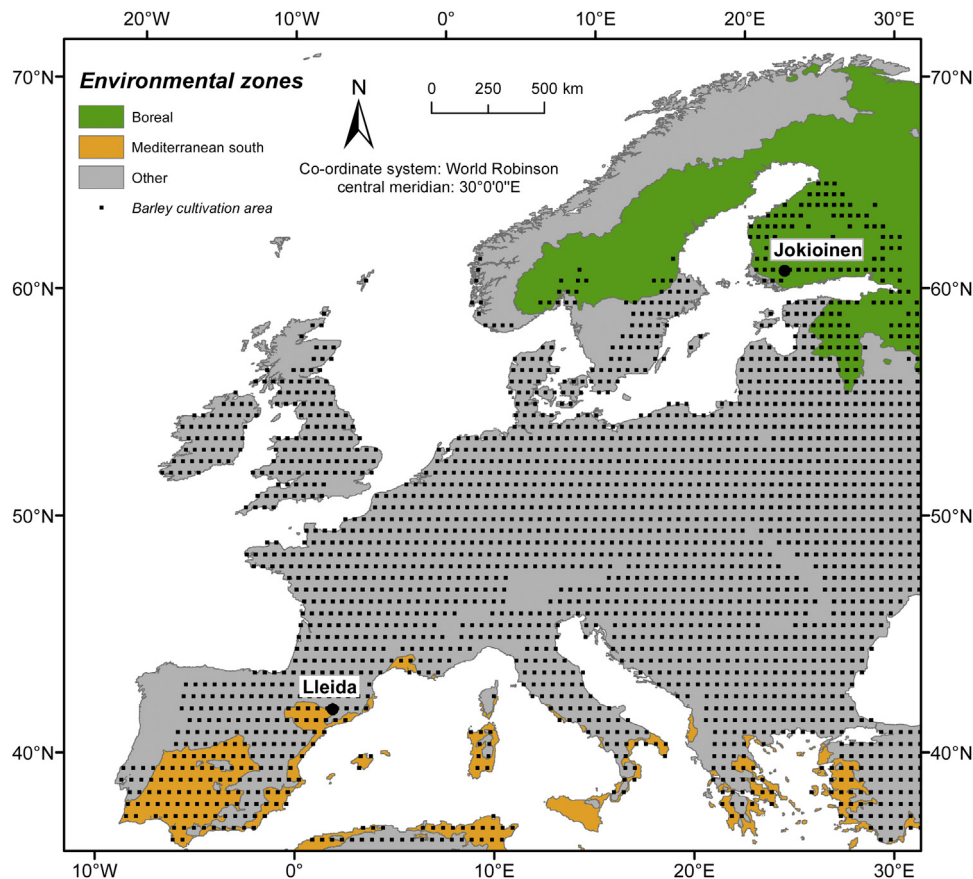 20°W 10°W 0° 10°E 20°E 30°E
70°N 70°N
Environmental zones
Boreal
Mediterranean south
Other
Barley cultivation area
N
0 250 500 km
Co-ordinate system: World Robinson
central meridian: 30°0'0"E
Jokioinen
60°N 60°N
50°N 50°N
Lleida
40°N 40°N
10°W 0° 10°E 20°E 30°E